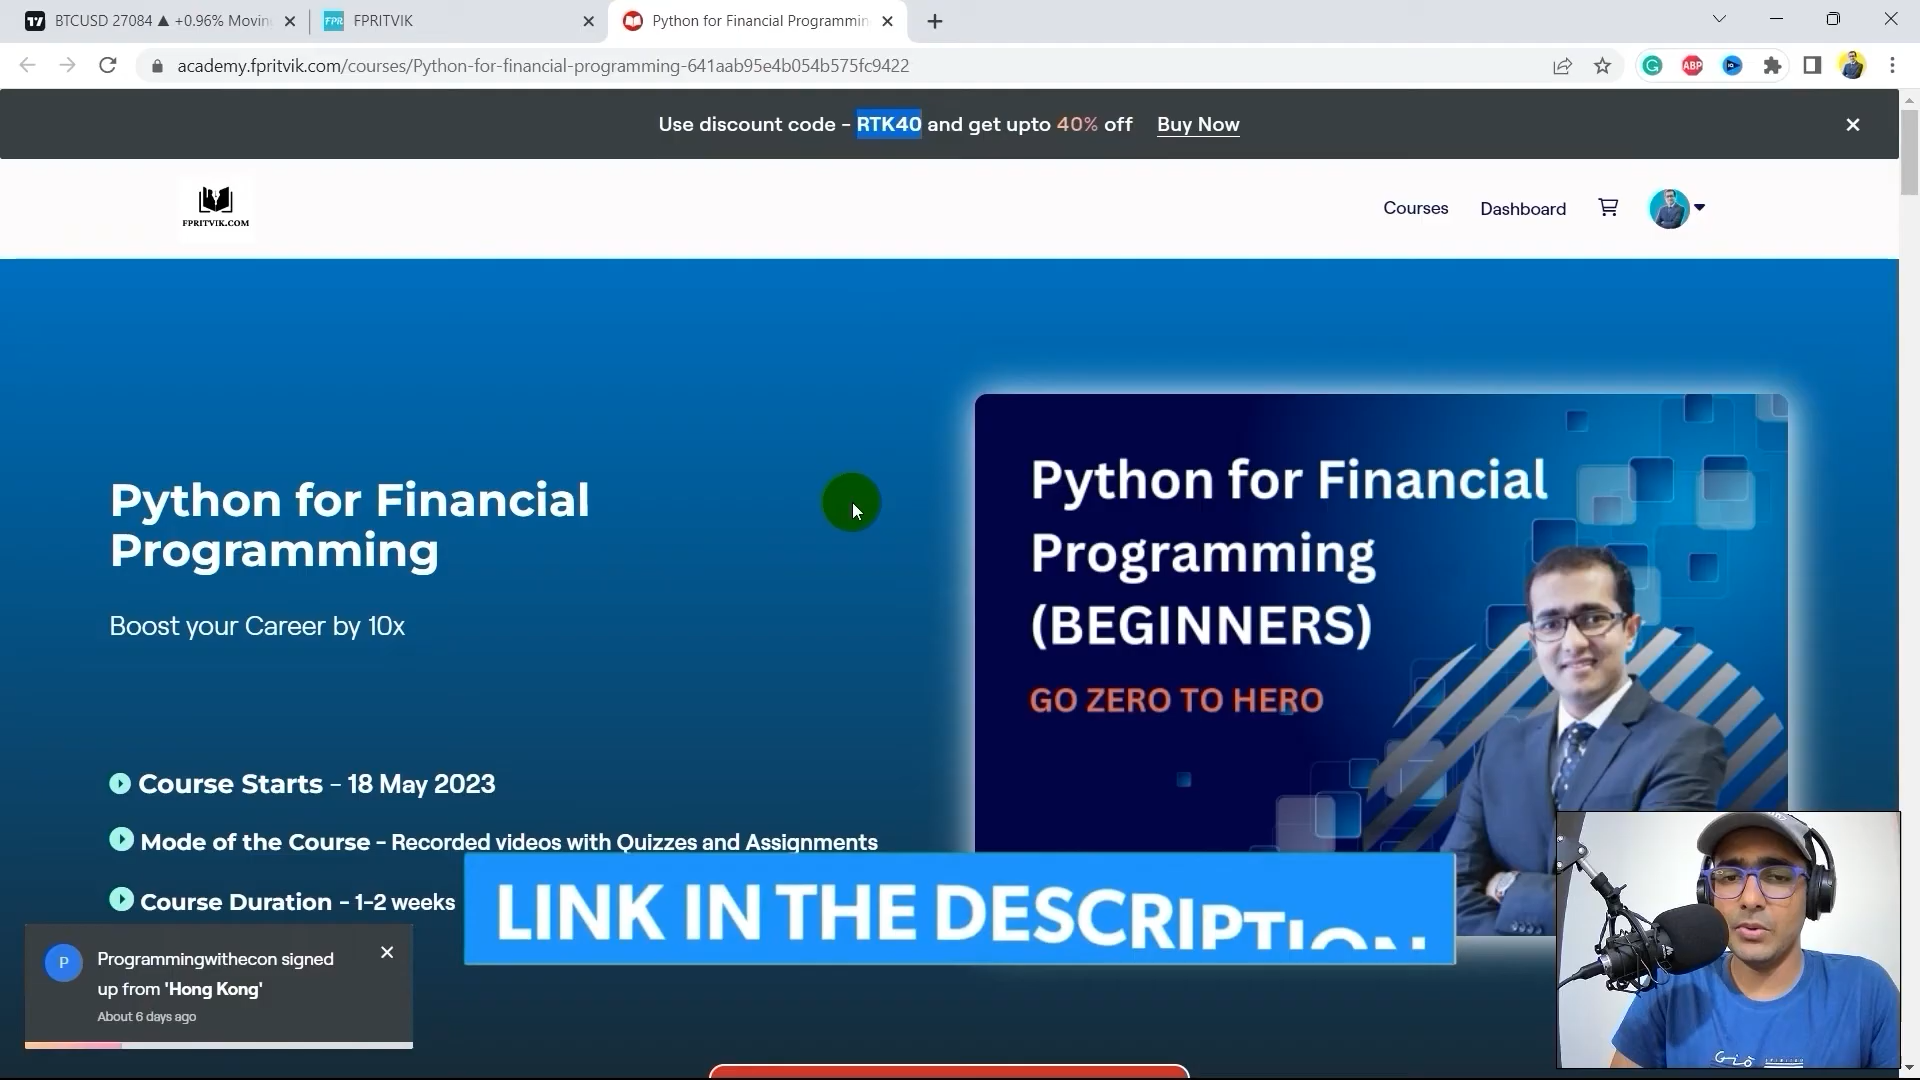 BTCUSD 27084 ▲ +0.96% Movin
FPRITVIK
Python for Financial Programmin
academy.fpritvik.com/courses/Python-for-financial-programming-641aab95e4b054b575fc9422
Use discount code - RTK40 and get upto 40% off Buy Now
FPRITVIK.COM
Courses
Dashboard
Python for Financial
Programming
Boost your Career by 10x
Course Starts - 18 May 2023
Mode of the Course - Recorded videos with Quizzes and Assignments
Course Duration - 1-2 weeks
Python for Financial
Programming
(BEGINNERS)
GO ZERO TO HERO
LINK IN THE DESCRIPTION
P
Programmingwithecon signed
up from 'Hong Kong'
About 6 days ago
FPR
ABP